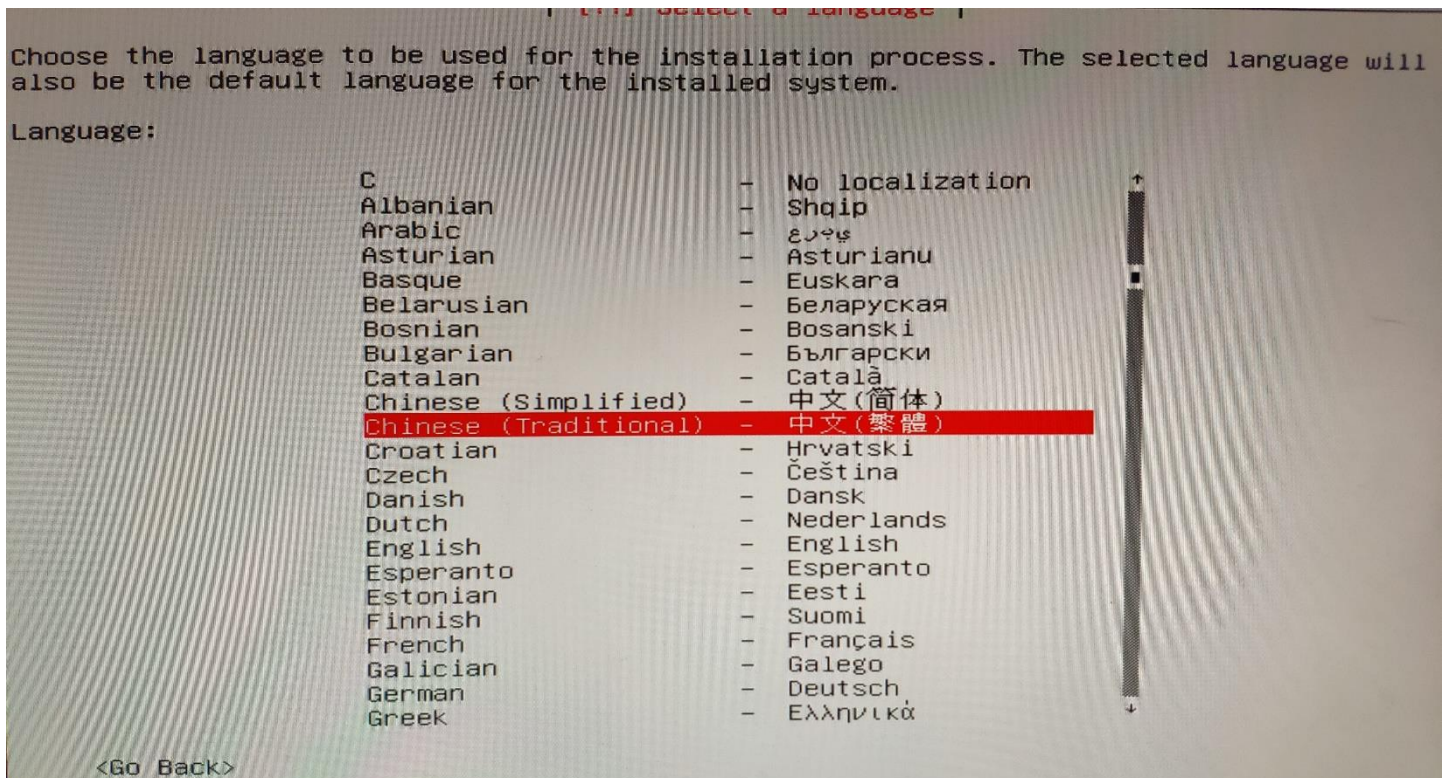 [!!] Select a language
Choose the language to be used for the installation process. The selected language will
also be the default language for the installed system.
Language:
C - No localization
Albanian - Shqip
Arabic - عربي
Asturian - Asturianu
Basque - Euskara
Belarusian - Беларуская
Bosnian - Bosanski
Bulgarian - Български
Catalan - Català
Chinese (Simplified) - 中文(简体)
Chinese (Traditional) - 中文(繁體)
Croatian - Hrvatski
Czech - Čeština
Danish - Dansk
Dutch - Nederlands
English - English
Esperanto - Esperanto
Estonian - Eesti
Finnish - Suomi
French - Français
Galician - Galego
German - Deutsch
Greek - Ελληνικά
<Go Back>